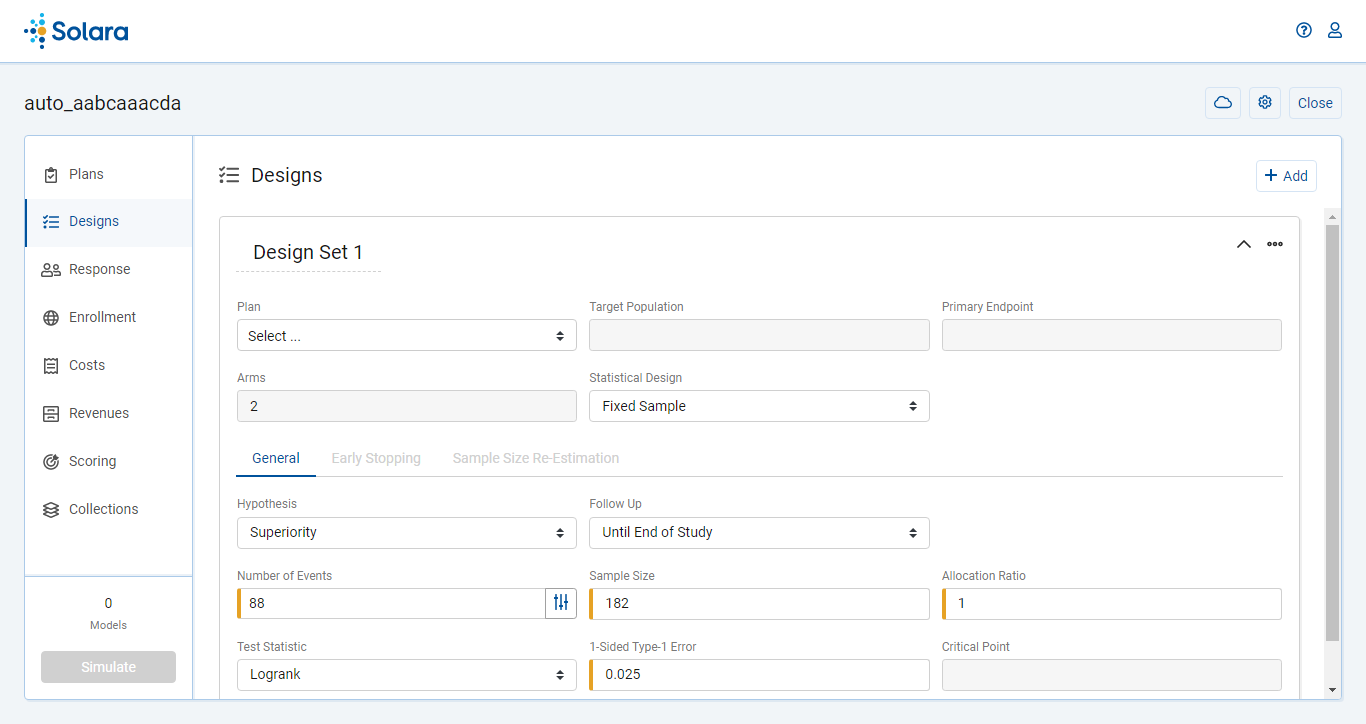 Solara
auto_aabcaaacda
Close
Plans
Designs
Response
Enrollment
Costs
Revenues
Scoring
Collections
0
Models
Simulate
Designs
Add
Design Set 1
Plan
Target Population
Primary Endpoint
Select ...
Arms
Statistical Design
2
Fixed Sample
General
Early Stopping
Sample Size Re-Estimation
Hypothesis
Follow Up
Superiority
Until End of Study
Number of Events
Sample Size
Allocation Ratio
88
182
1
Test Statistic
1-Sided Type-1 Error
Critical Point
Logrank
0.025